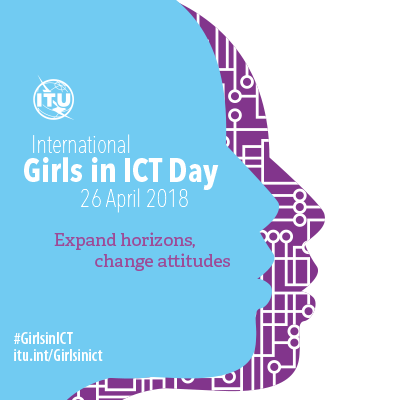 ITU
International
Girls in ICT Day
26 April 2018
Expand horizons,
change attitudes
#GirlsinICT
itu.int/Girlsinict